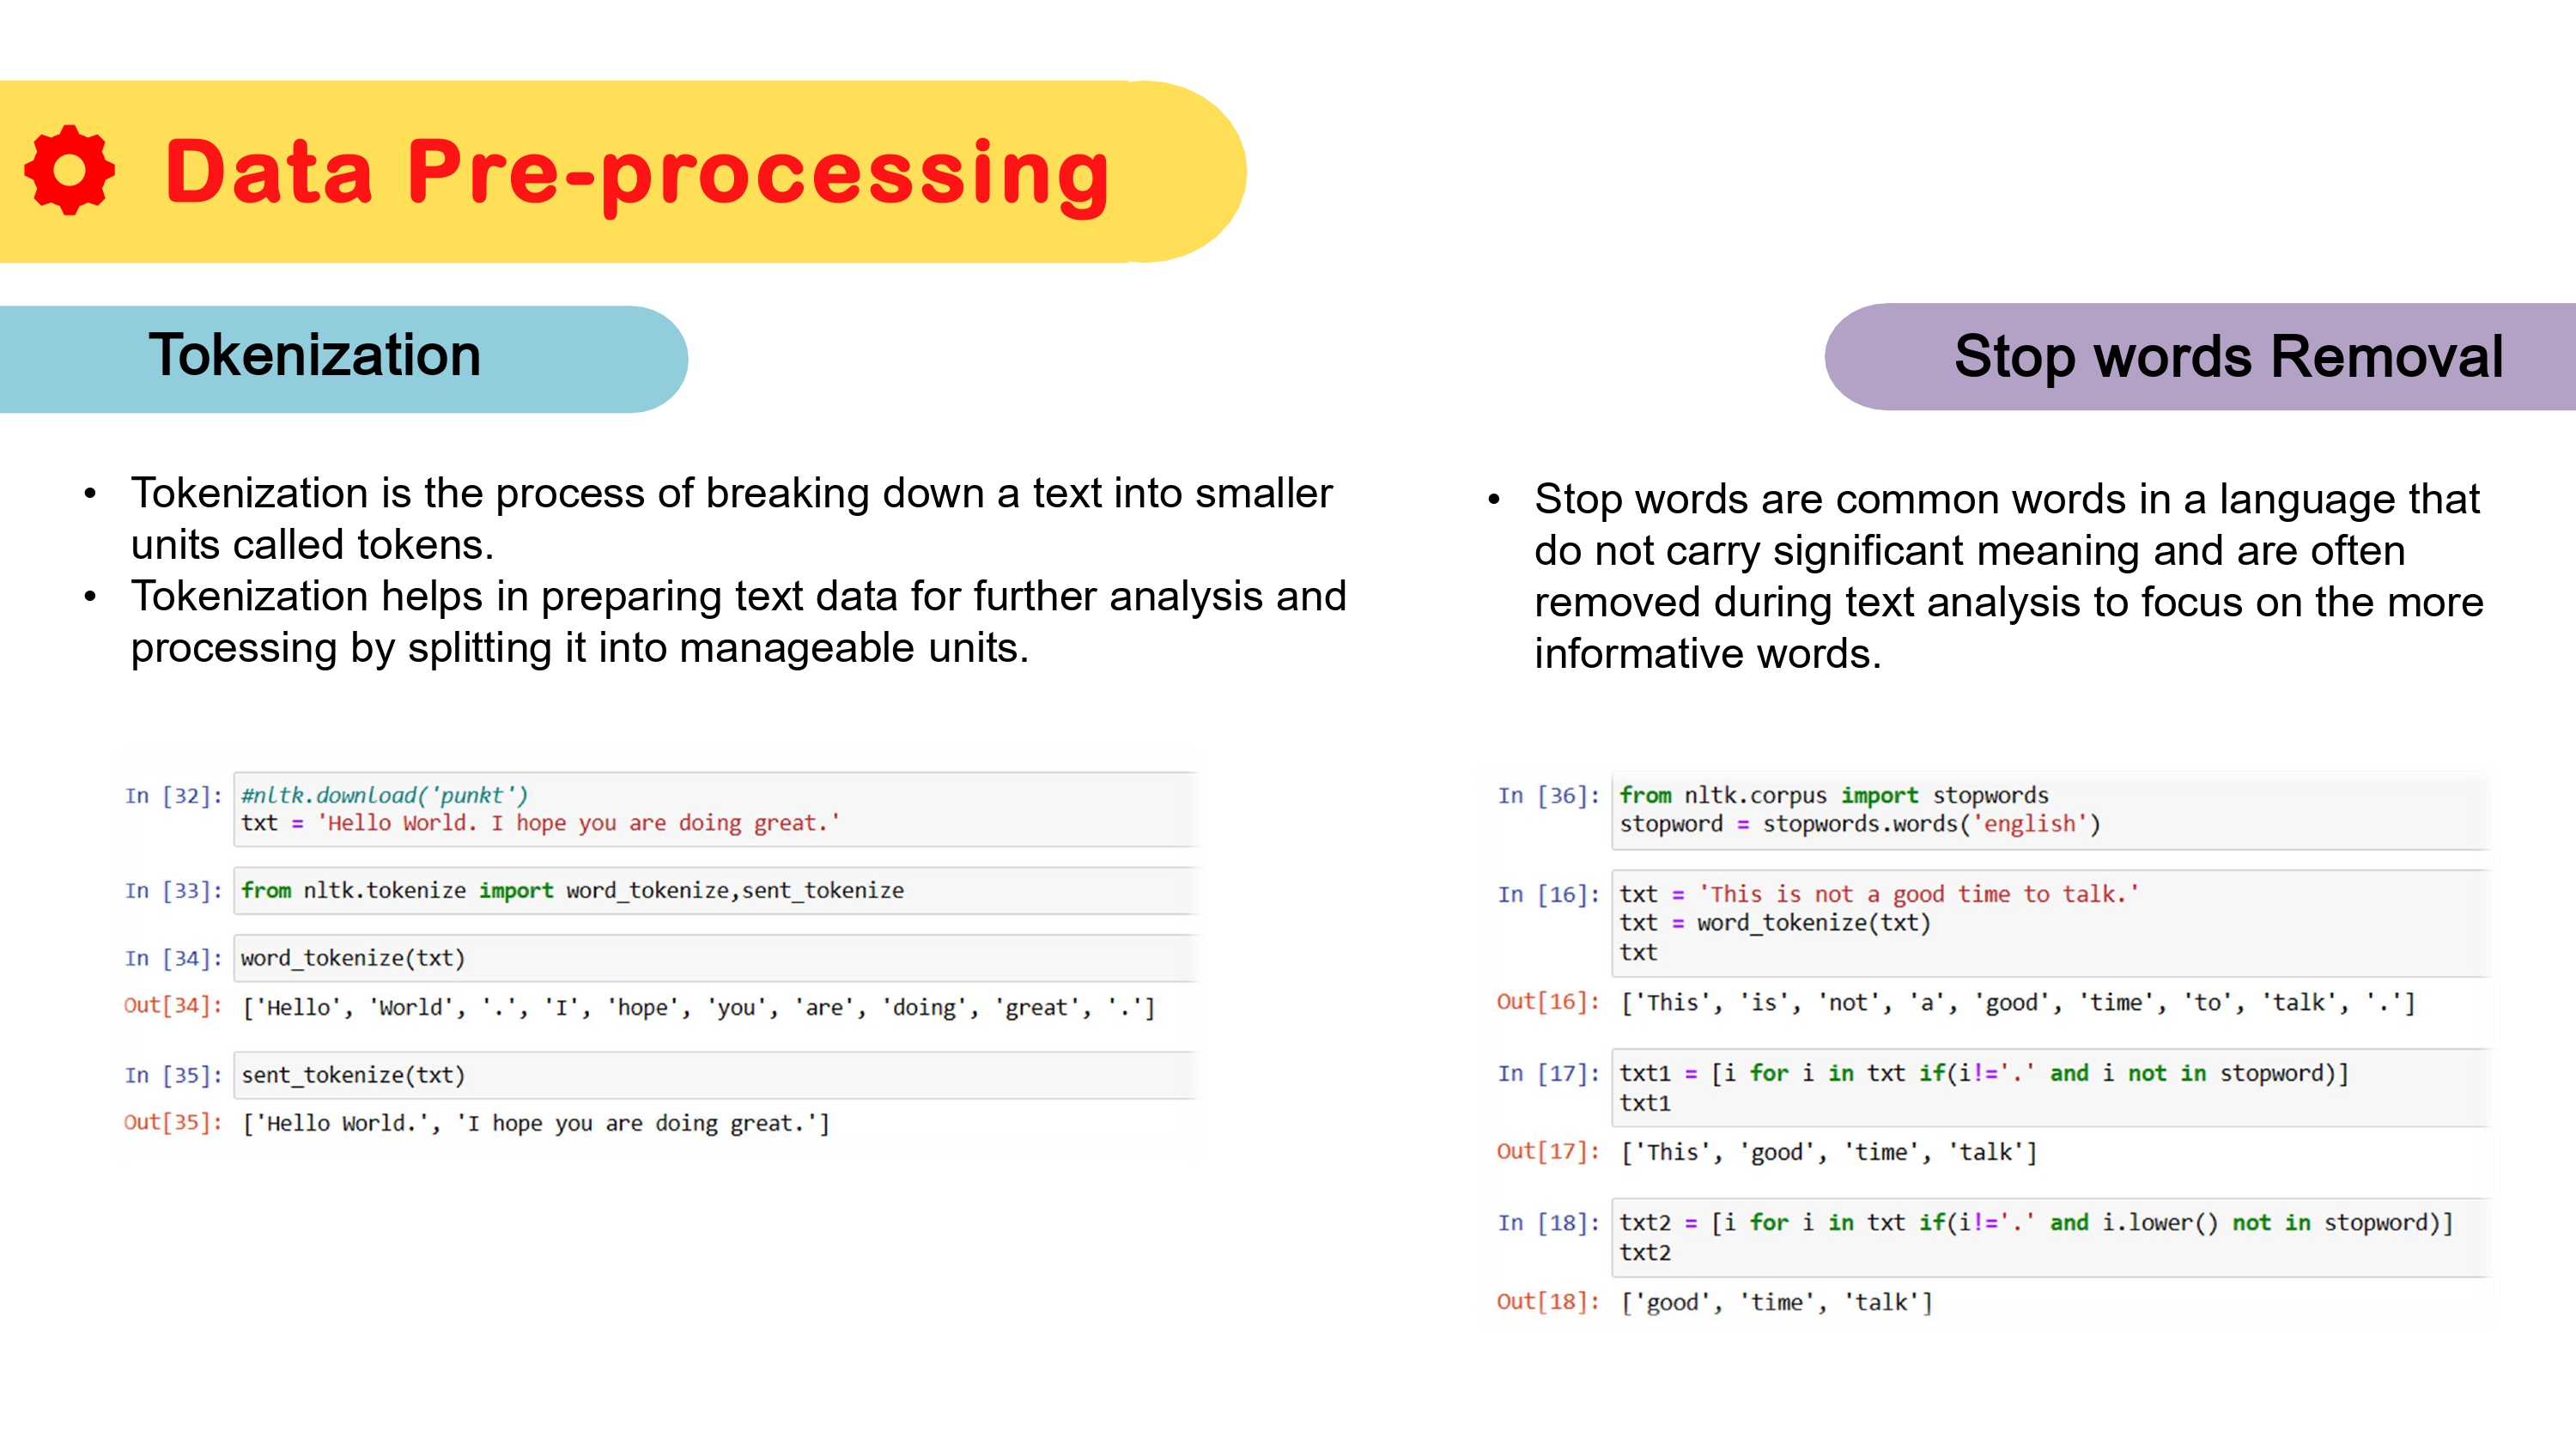 Data Pre-processing
Tokenization
• Tokenization is the process of breaking down a text into smaller
units called tokens.
• Tokenization helps in preparing text data for further analysis and
processing by splitting it into manageable units.
In [32]: #nltk.download('punkt')
txt = 'Hello World. I hope you are doing great.'
In [33]: from nltk.tokenize import word_tokenize,sent_tokenize
In [34]: word_tokenize(txt)
Out[34]: ['Hello', 'World', '.', 'I', 'hope', 'you', 'are', 'doing', 'great', '.']
In [35]: sent_tokenize(txt)
Out[35]: ['Hello World.', 'I hope you are doing great.']
Stop words Removal
• Stop words are common words in a language that
do not carry significant meaning and are often
removed during text analysis to focus on the more
informative words.
In [36]: from nltk.corpus import stopwords
stopword = stopwords.words('english')
In [16]: txt = 'This is not a good time to talk.'
txt = word_tokenize(txt)
txt
Out[16]: ['This', 'is', 'not', 'a', 'good', 'time', 'to', 'talk', '.']
In [17]: txt1 = [i for i in txt if(i!='.' and i not in stopword)]
txt1
Out[17]: ['This', 'good', 'time', 'talk']
In [18]: txt2 = [i for i in txt if(i!='.' and i.lower() not in stopword)]
txt2
Out[18]: ['good', 'time', 'talk']